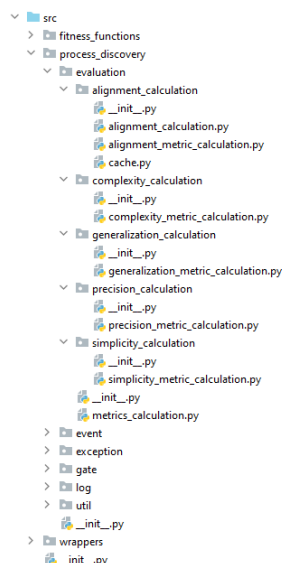 src
fitness_functions
process_discovery
evaluation
alignment_calculation
__init__.py
alignment_calculation.py
alignment_metric_calculation.py
cache.py
complexity_calculation
__init__.py
complexity_metric_calculation.py
generalization_calculation
__init__.py
generalization_metric_calculation.py
precision_calculation
__init__.py
precision_metric_calculation.py
simplicity_calculation
__init__.py
simplicity_metric_calculation.py
__init__.py
metrics_calculation.py
event
exception
gate
log
util
__init__.py
wrappers
__init__.py